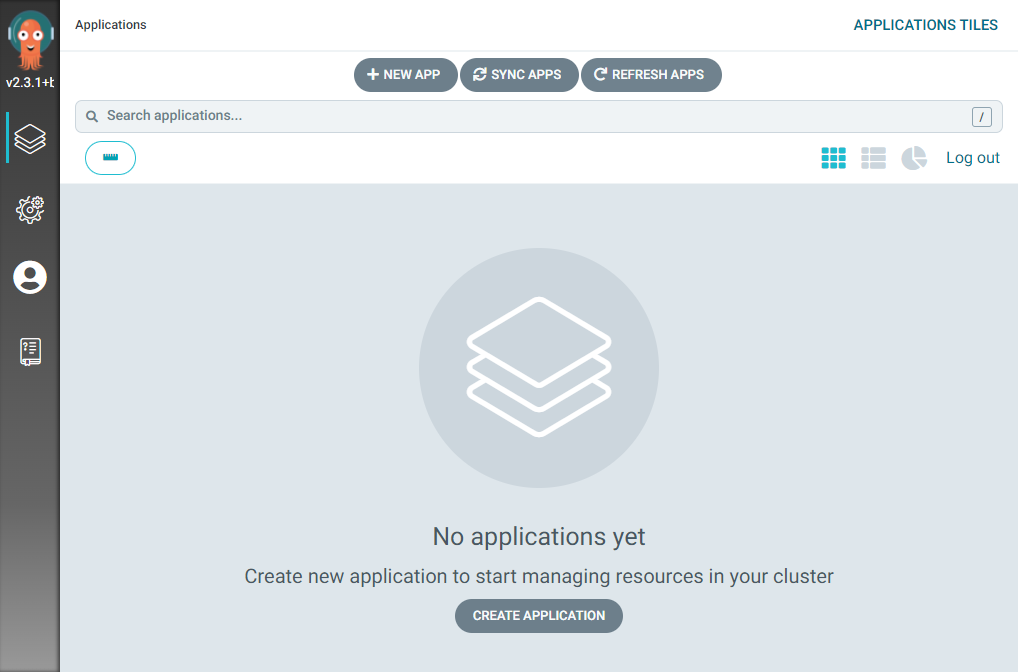 Applications
APPLICATIONS TILES
v2.3.1+b
NEW APP
SYNC APPS
REFRESH APPS
Search applications...
/
Log out
No applications yet
Create new application to start managing resources in your cluster
CREATE APPLICATION